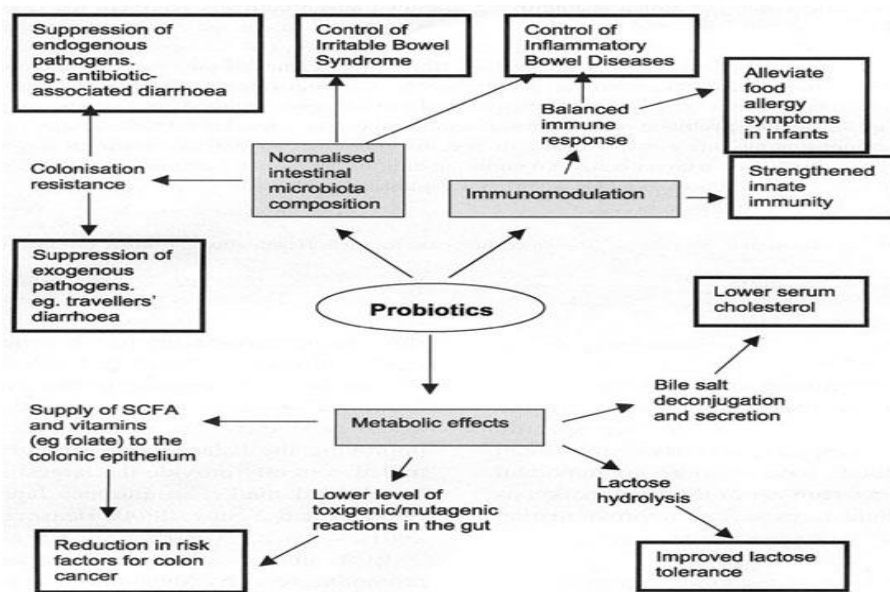 Suppression of
endogenous
pathogens.
eg. antibiotic-
associated diarrhoea
Control of
Irritable Bowel
Syndrome
Control of
Inflammatory
Bowel Diseases
Alleviate
food
allergy
symptoms
in infants
Balanced
immune
response
Colonisation
resistance
Normalised
intestinal
microbiota
composition
Immunomodulation
Strengthened
innate
immunity
Suppression of
exogenous
pathogens.
eg. travellers'
diarrhoea
Probiotics
Lower serum
cholesterol
Bile salt
deconjugation
and secretion
Supply of SCFA
and vitamins
(eg folate) to the
colonic epithelium
Metabolic effects
Lower level of
toxigenic/mutagenic
reactions in the gut
Lactose
hydrolysis
Reduction in risk
factors for colon
cancer
Improved lactose
tolerance